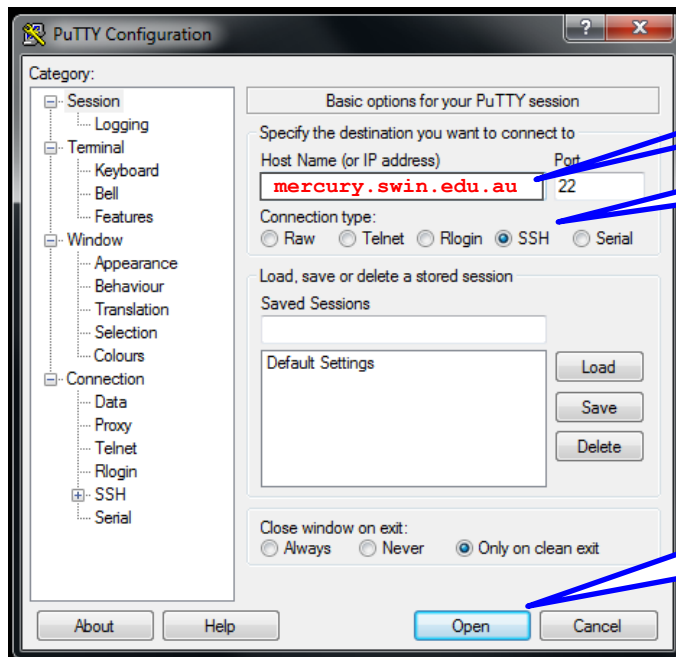 PuTTY Configuration
Category:
Session
Logging
Terminal
Keyboard
Bell
Features
Window
Appearance
Behaviour
Translation
Selection
Colours
Connection
Data
Proxy
Telnet
Rlogin
SSH
Serial
Basic options for your PuTTY session
Specify the destination you want to connect to
Host Name (or IP address) Port
mercury.swin.edu.au 22
Connection type:
Raw Telnet Rlogin SSH Serial
Load, save or delete a stored session
Saved Sessions
Default Settings
Load
Save
Delete
Close window on exit:
Always Never Only on clean exit
About Help Open Cancel